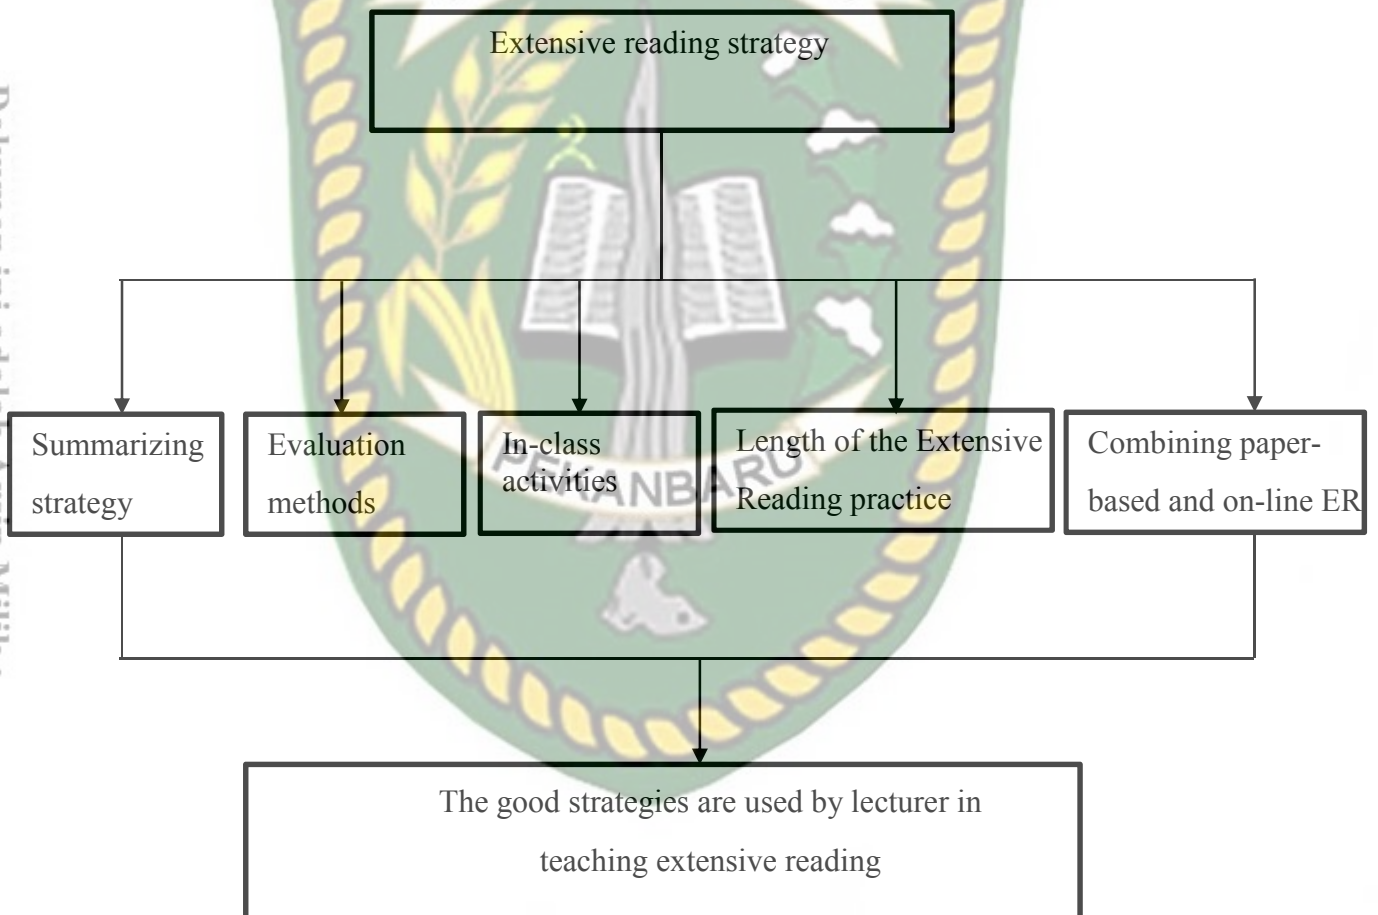 Extensive reading strategy
Summarizing
strategy
Evaluation
methods
In-class
activities
Length of the Extensive
Reading practice
Combining paper-
based and on-line ER
PEKANBARU
The good strategies are used by lecturer in
teaching extensive reading